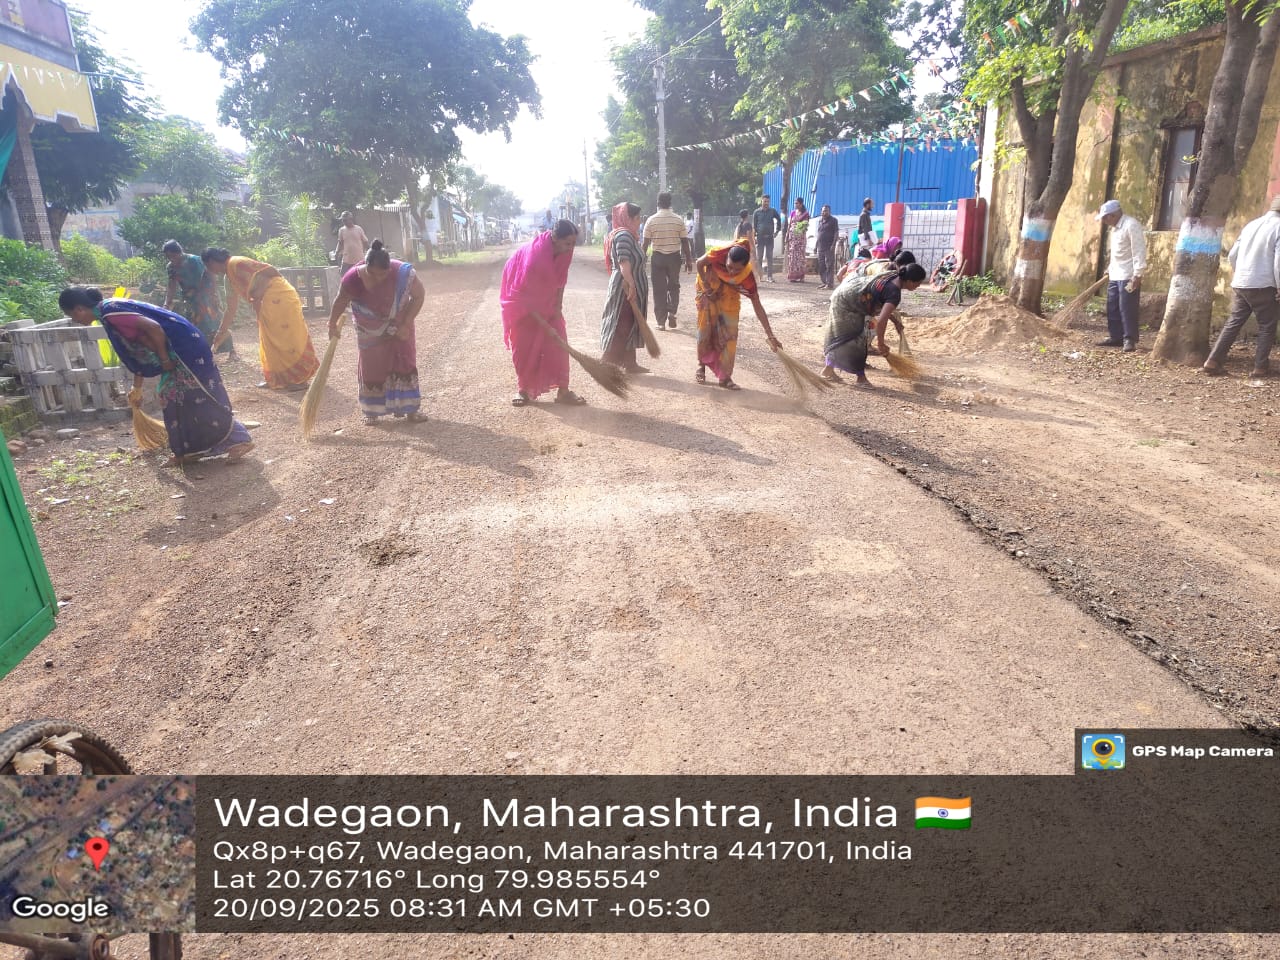 GPS Map Camera
Wadegaon, Maharashtra, India
Qx8p+q67, Wadegaon, Maharashtra 441701, India
Lat 20.76716° Long 79.985554°
20/09/2025 08:31 AM GMT +05:30
Google